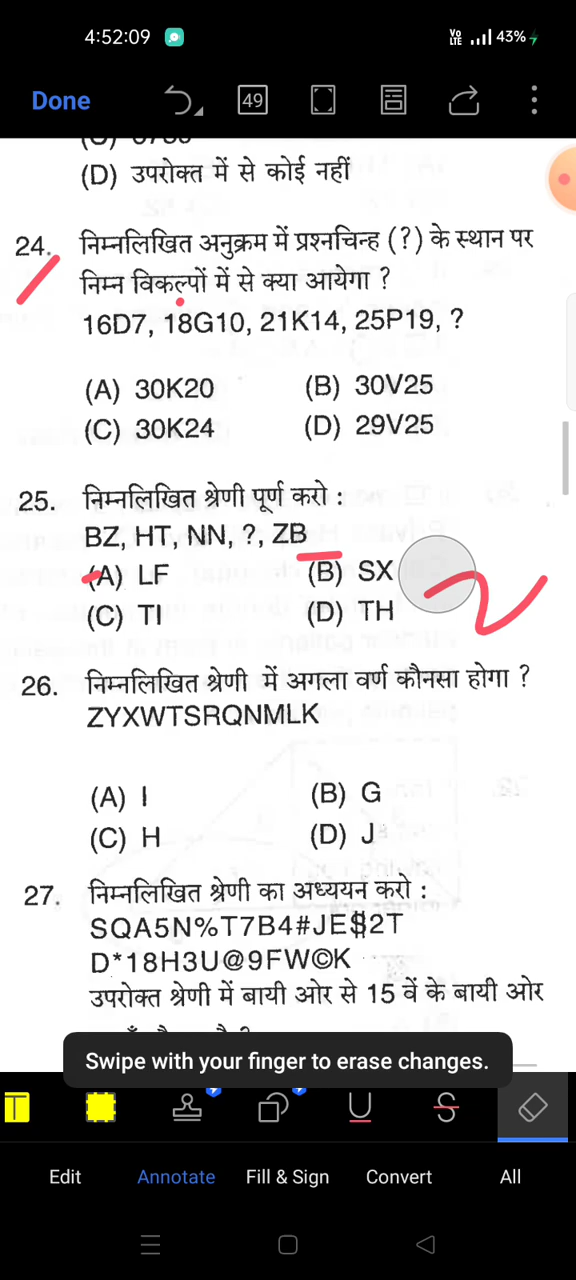 4:52:09 Vo LTE 43%
Done 49
(D) उपरोक्त में से कोई नहीं
24. निम्नलिखित अनुक्रम में प्रश्नचिन्ह (?) के स्थान पर
निम्न विकल्पों में से क्या आयेगा ?
16D7, 18G10, 21K14, 25P19, ?
(A) 30K20 (B) 30V25
(C) 30K24 (D) 29V25
25. निम्नलिखित श्रेणी पूर्ण करो :
BZ, HT, NN, ?, ZB
(A) LF (B) SX
(C) TI (D) TH
26. निम्नलिखित श्रेणी में अगला वर्ण कौनसा होगा ?
ZYXWTSRQNMLK
(A) I (B) G
(C) H (D) J
27. निम्नलिखित श्रेणी का अध्ययन करो :
SQA5N%T7B4#JE$2T
D*18H3U@9FW©K
उपरोक्त श्रेणी में बायी ओर से 15 वें के बायी ओर
Swipe with your finger to erase changes.
T U S
Edit Annotate Fill & Sign Convert All